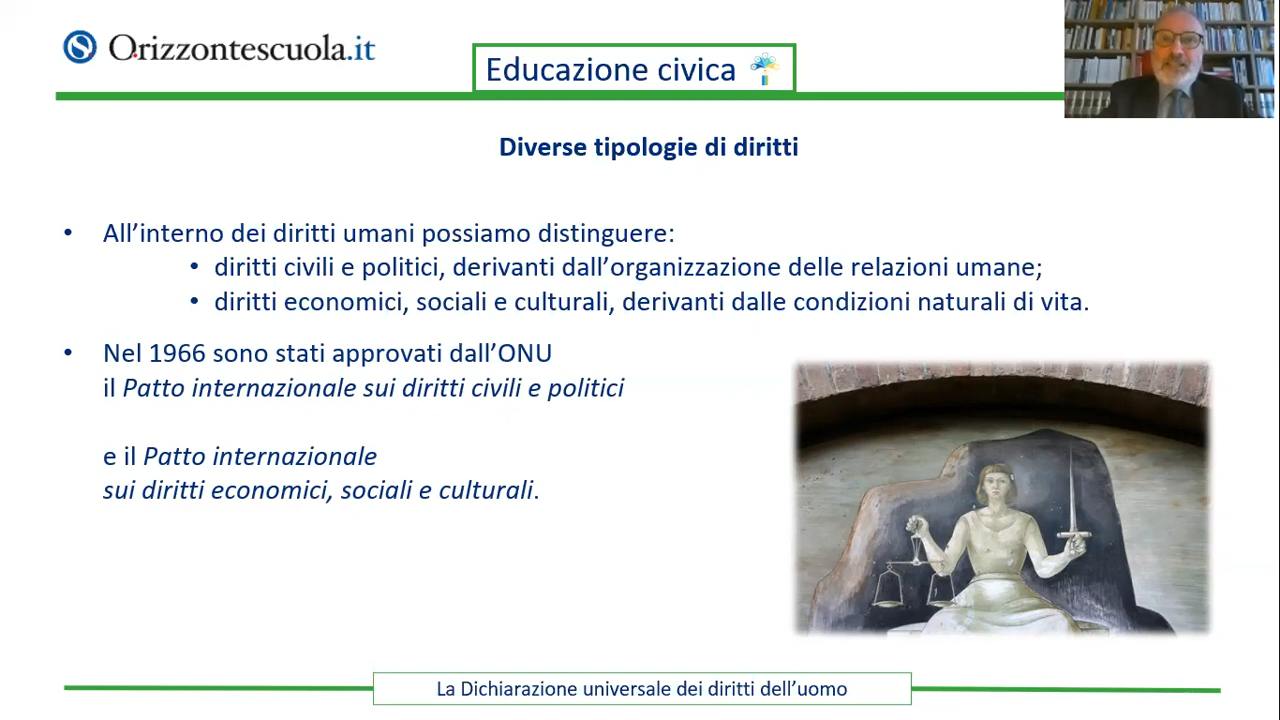 Orizzontescuola.it
Educazione civica
Diverse tipologie di diritti
• All’interno dei diritti umani possiamo distinguere:
• diritti civili e politici, derivanti dall’organizzazione delle relazioni umane;
• diritti economici, sociali e culturali, derivanti dalle condizioni naturali di vita.
• Nel 1966 sono stati approvati dall’ONU
il Patto internazionale sui diritti civili e politici
e il Patto internazionale
sui diritti economici, sociali e culturali.
La Dichiarazione universale dei diritti dell’uomo